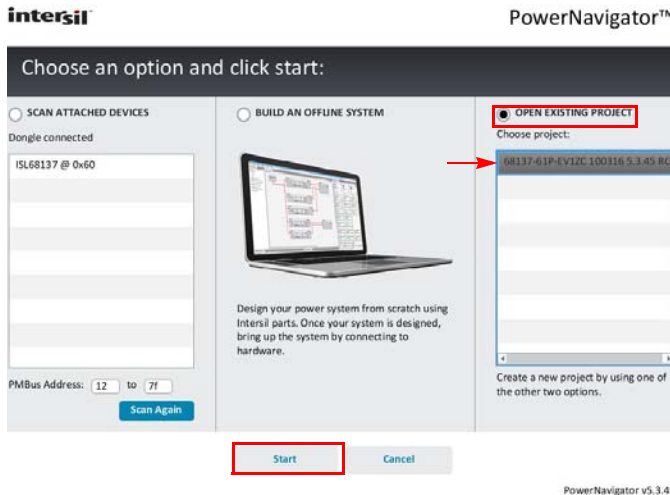 intersil
PowerNavigator™
Choose an option and click start:
SCAN ATTACHED DEVICES
Dongle connected
ISL68137 @ 0x60
PMBus Address: 12 to 7f
Scan Again
BUILD AN OFFLINE SYSTEM
Design your power system from scratch using
Intersil parts. Once your system is designed,
bring up the system by connecting to
hardware.
OPEN EXISTING PROJECT
Choose project:
68137-61P-EV1ZC 100316 5.3.45 RC
Create a new project by using one of
the other two options.
Start
Cancel
PowerNavigator v5.3.4